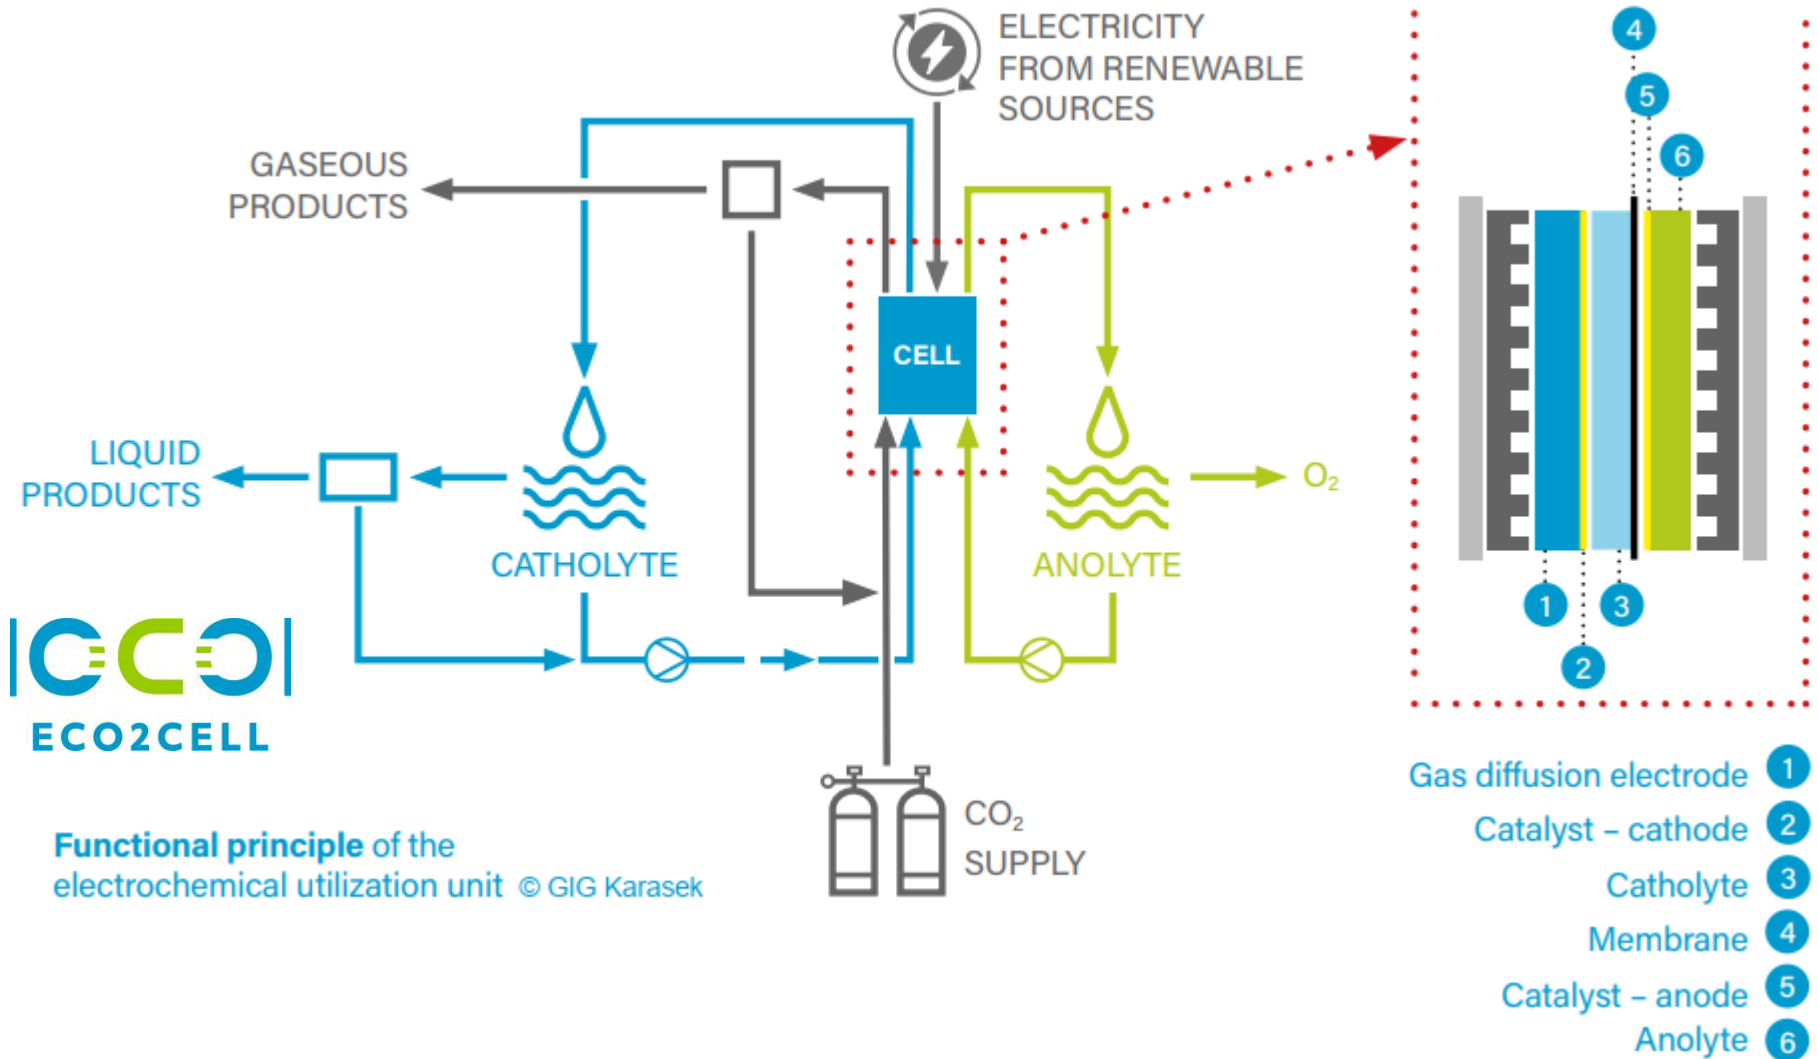 ELECTRICITY
FROM RENEWABLE
SOURCES
GASEOUS
PRODUCTS
CELL
LIQUID
PRODUCTS
CATHOLYTE
ANOLYTE
O₂
ECO2CELL
CO₂
SUPPLY
Functional principle of the
electrochemical utilization unit © GIG Karasek
4
5
6
1
3
2
Gas diffusion electrode 1
Catalyst – cathode 2
Catholyte 3
Membrane 4
Catalyst – anode 5
Anolyte 6